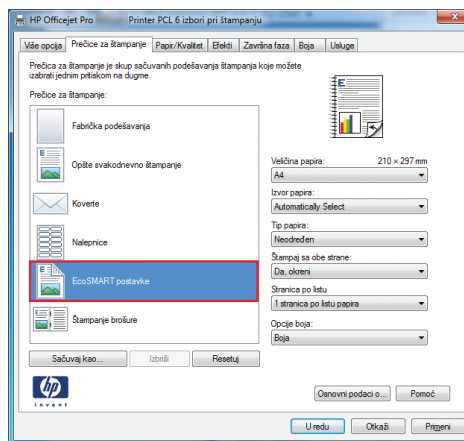 HP Officejet Pro Printer PCL 6 izbori pri štampanju
Više opcija Prečice za štampanje Papir/Kvalitet Efekti Završna faza Boja Usluge
Prečica za štampanje je skup sačuvanih podešavanja štampanja koje možete
izabrati jednim pritiskom na dugme.
Prečice za štampanje:
Fabrička podešavanja
Opšte svakodnevno štampanje
Koverte
Nalepnice
EcoSMART postavke
Štampanje brošure
Sačuvaj kao... Izbriši Resetuj
Veličina papira: 210 × 297 mm
A4
Izvor papira:
Automatically Select
Tip papira:
Neodređen
Štampaj sa obe strane:
Da, okreni
Stranica po listu
1 stranica po listu papira
Opcije boja:
Boja
hp
invent
Osnovni podaci o... Pomoć
U redu Otkaži Primeni